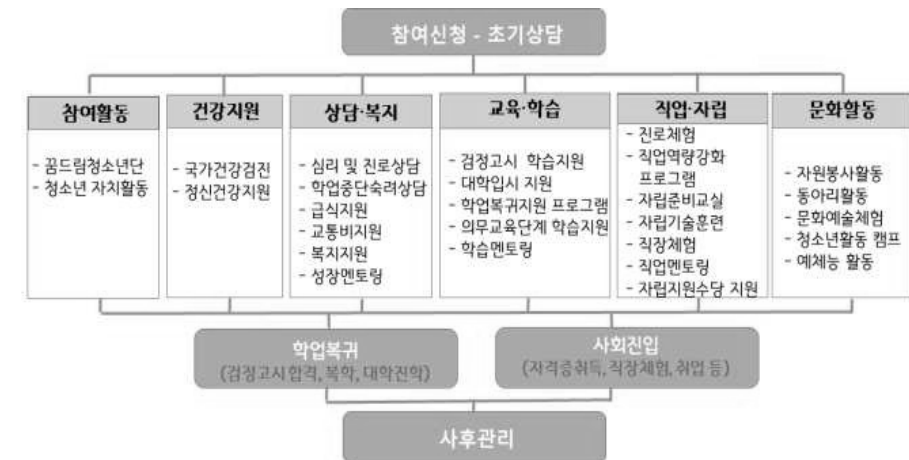 참여신청 - 초기상담
참여활동
- 꿈드림청소년단
- 청소년 자치활동
건강지원
- 국가건강검진
- 정신건강지원
상담·복지
- 심리 및 진로상담
- 학업중단숙려상담
- 급식지원
- 교통비지원
- 복지지원
- 성장멘토링
교육·학습
- 검정고시 학습지원
- 대학입시 지원
- 학업복귀지원 프로그램
- 의무교육단계 학습지원
- 학습멘토링
직업·자립
- 진로체험
- 직업역량강화
프로그램
- 자립준비교실
- 자립기술훈련
- 직장체험
- 직업멘토링
- 자립지원수당 지원
문화활동
- 자원봉사활동
- 동아리활동
- 문화예술체험
- 청소년활동 캠프
- 예체능 활동
학업복귀
(검정고시 합격, 복학, 대학진학)
사회진입
(자격증취득, 직장체험, 취업 등)
사후관리